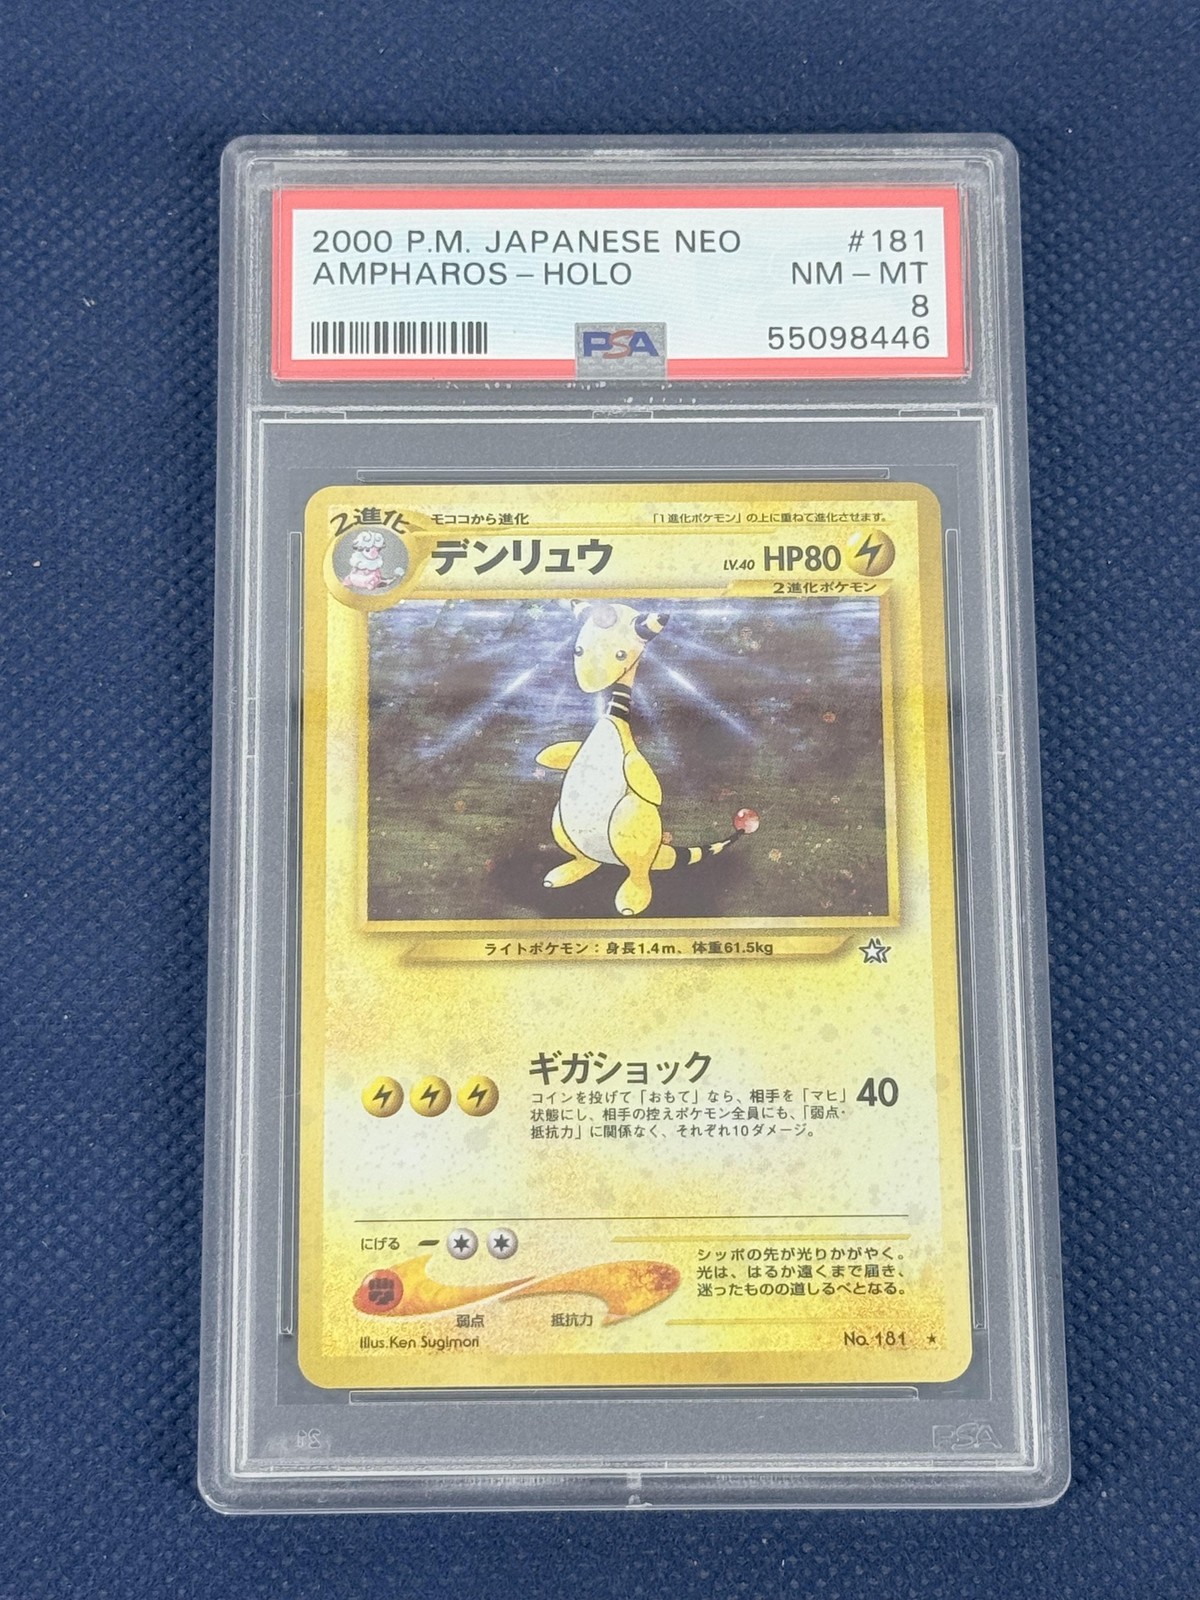 2000 P.M. JAPANESE NEO #181
AMPHAROS - HOLO NM - MT
8
PSA 55098446
2進化 モココから進化 「1進化ポケモン」の上に重ねて進化させます。
デンリュウ LV.40 HP80
2進化ポケモン
ライトポケモン：身長1.4m、体重61.5kg
ギガショック
コインを投げて「おもて」なら、相手を「マヒ」 40
状態にし、相手の控えポケモン全員にも、「弱点・
抵抗力」に関係なく、それぞれ10ダメージ。
にげる
シッポの先が光りかがやく。
光は、はるか遠くまで届き、
迷ったものの道しるべとなる。
弱点 抵抗力
Illus.Ken Sugimori No. 181 ★
PSA